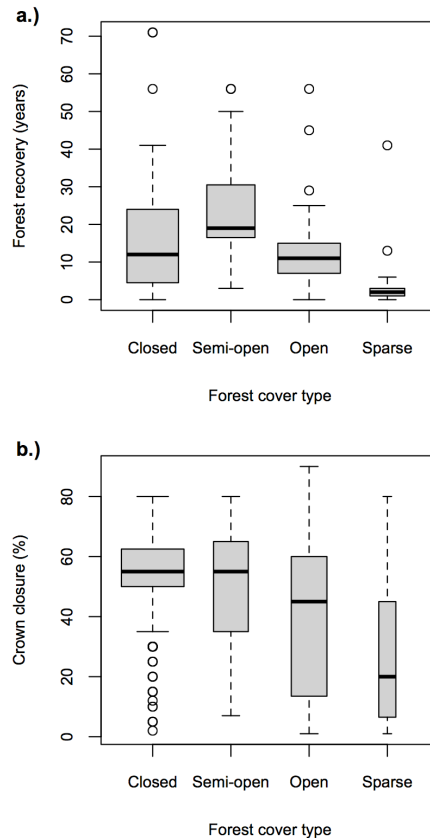 a.)
Forest recovery (years)
70
60
50
40
30
20
10
0
Closed Semi-open Open Sparse
Forest cover type
b.)
Crown closure (%)
80
60
40
20
0
Closed Semi-open Open Sparse
Forest cover type